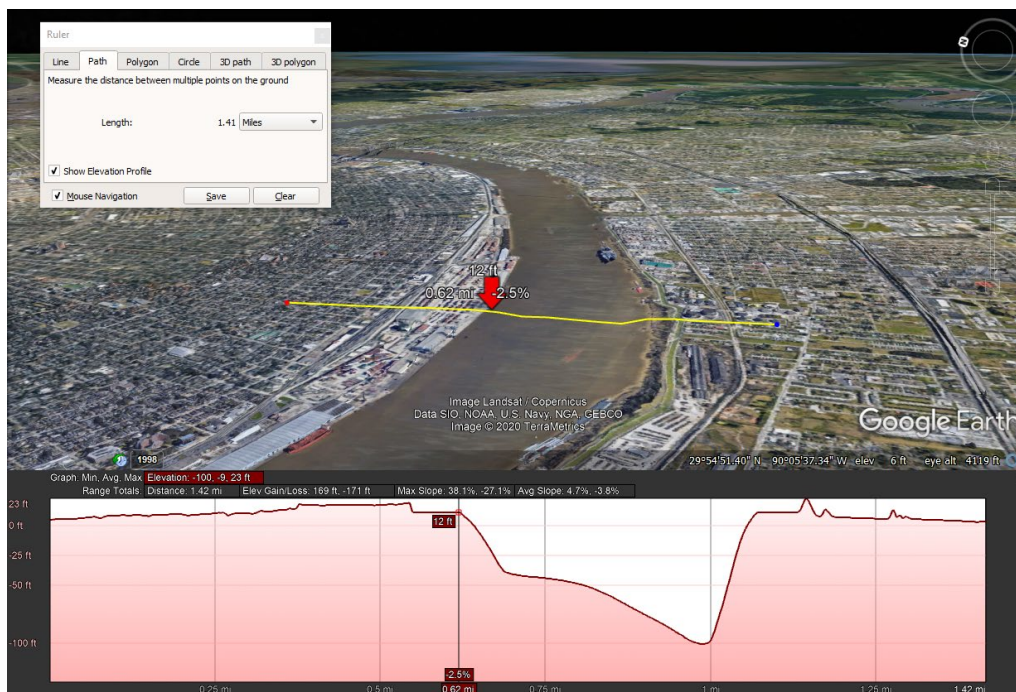 Ruler
Line Path Polygon Circle 3D path 3D polygon
Measure the distance between multiple points on the ground
Length: 1.41 Miles
Show Elevation Profile
Mouse Navigation Save Clear
N
12 ft
0.62 mi -2.5%
Image Landsat / Copernicus
Data SIO, NOAA, U.S. Navy, NGA, GEBCO
Image © 2020 TerraMetrics
Google Earth
1998
29°54'51.40" N 90°05'37.34" W elev 6 ft eye alt 4119 ft
Graph: Min, Avg, Max Elevation: -100, -9, 23 ft
Range Totals: Distance: 1.42 mi Elev Gain/Loss: 169 ft, -171 ft Max Slope: 38.1%, -27.1% Avg Slope: 4.7%, -3.8%
23 ft
12 ft
0 ft
-25 ft
-50 ft
-100 ft
-2.5%
0.25 mi 0.5 mi 0.62 mi 0.75 mi 1 mi 1.25 mi 1.42 mi